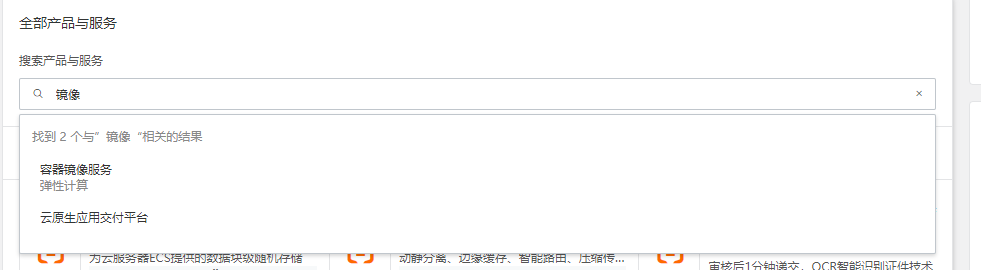 全部产品与服务
搜索产品与服务
镜像
找到 2 个与”镜像“相关的结果
容器镜像服务
弹性计算
云原生应用交付平台
为云服务器ECS提供的数据块级随机存储
动静分离、边缘缓存、智能路由、压缩传...
审核后1分钟递交，OCR智能识别证件技术